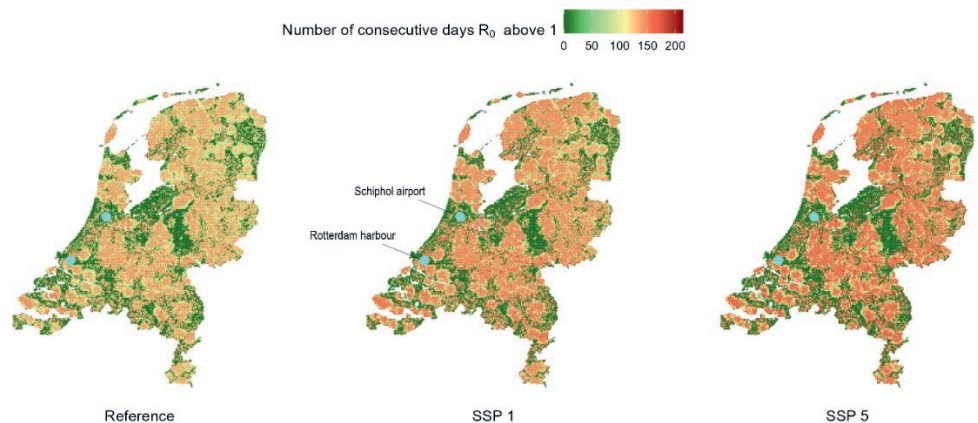 Number of consecutive days R₀ above 1
0 50 100 150 200
Schiphol airport
Rotterdam harbour
Reference SSP 1 SSP 5